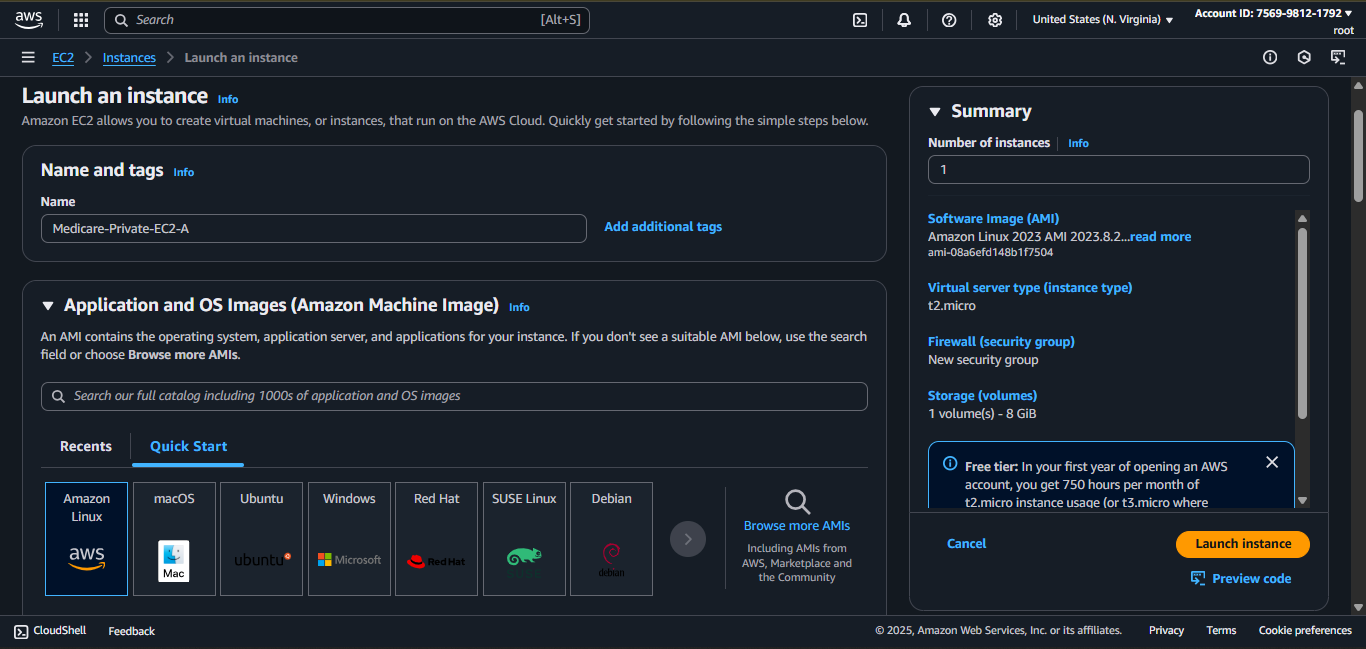 aws
Search
[Alt+S]
United States (N. Virginia)
Account ID: 7569-9812-1792
root
EC2
Instances
Launch an instance
Launch an instance
Info
Amazon EC2 allows you to create virtual machines, or instances, that run on the AWS Cloud. Quickly get started by following the simple steps below.
Name and tags
Info
Name
Medicare-Private-EC2-A
Add additional tags
Application and OS Images (Amazon Machine Image)
Info
An AMI contains the operating system, application server, and applications for your instance. If you don't see a suitable AMI below, use the search
field or choose Browse more AMIs.
Search our full catalog including 1000s of application and OS images
Recents
Quick Start
Amazon
Linux
aws
macOS
Mac
Ubuntu
ubuntu
Windows
Microsoft
Red Hat
Red Hat
SUSE Linux
Debian
debian
Browse more AMIs
Including AMIs from
AWS, Marketplace and
the Community
Summary
Number of instances
Info
1
Software Image (AMI)
Amazon Linux 2023 AMI 2023.8.2...read more
ami-08a6efd148b1f7504
Virtual server type (instance type)
t2.micro
Firewall (security group)
New security group
Storage (volumes)
1 volume(s) - 8 GiB
Free tier: In your first year of opening an AWS
account, you get 750 hours per month of
t2.micro instance usage (or t3.micro where
Cancel
Launch instance
Preview code
CloudShell
Feedback
© 2025, Amazon Web Services, Inc. or its affiliates.
Privacy
Terms
Cookie preferences